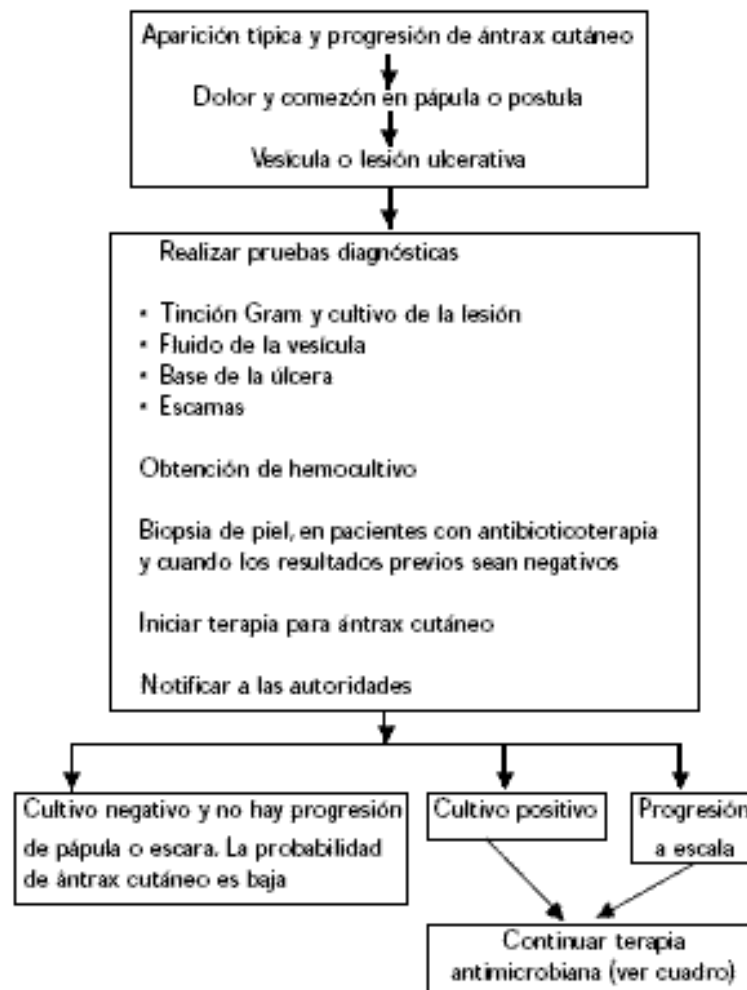 Aparición típica y progresión de ántrax cutáneo
Dolor y comezón en pápula o postula
Vesícula o lesión ulcerativa
Realizar pruebas diagnósticas
• Tinción Gram y cultivo de la lesión
• Fluido de la vesícula
• Base de la úlcera
• Escamas
Obtención de hemocultivo
Biopsia de piel, en pacientes con antibioticoterapia
y cuando los resultados previos sean negativos
Iniciar terapia para ántrax cutáneo
Notificar a las autoridades
Cultivo negativo y no hay progresión
de pápula o escara. La probabilidad
de ántrax cutáneo es baja
Cultivo positivo
Progresión
a escala
Continuar terapia
antimicrobiana (ver cuadro)